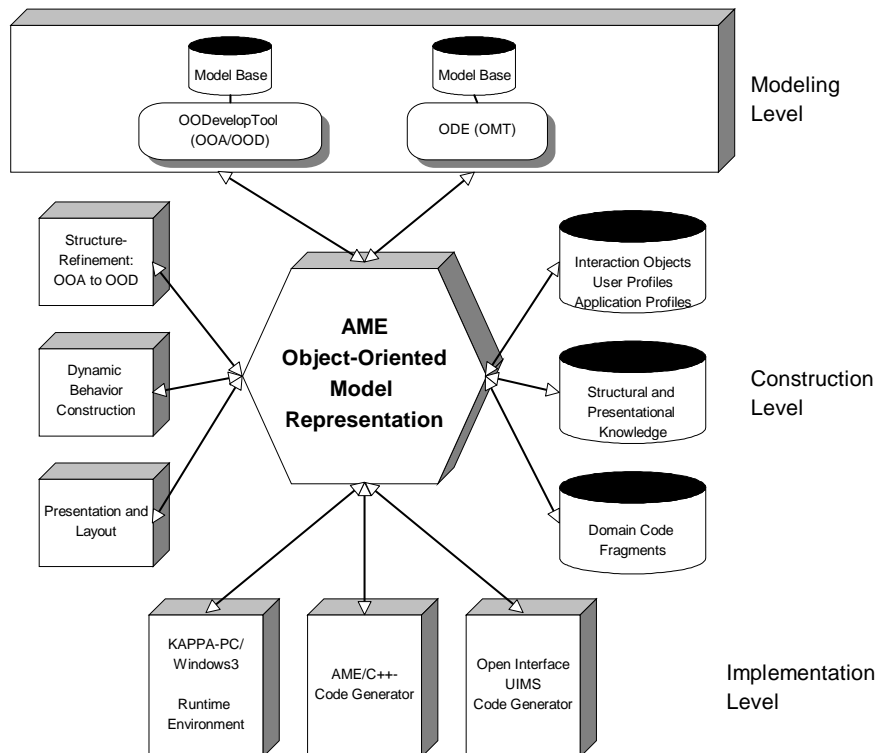 Model Base
Model Base
OODevelopTool
(OOA/OOD)
ODE (OMT)
Modeling
Level
Structure-
Refinement:
OOA to OOD
Dynamic
Behavior
Construction
Presentation and
Layout
AME
Object-Oriented
Model
Representation
Interaction Objects
User Profiles
Application Profiles
Structural and
Presentational
Knowledge
Domain Code
Fragments
Construction
Level
KAPPA-PC/
Windows3
Runtime
Environment
AME/C++-
Code Generator
Open Interface
UIMS
Code Generator
Implementation
Level